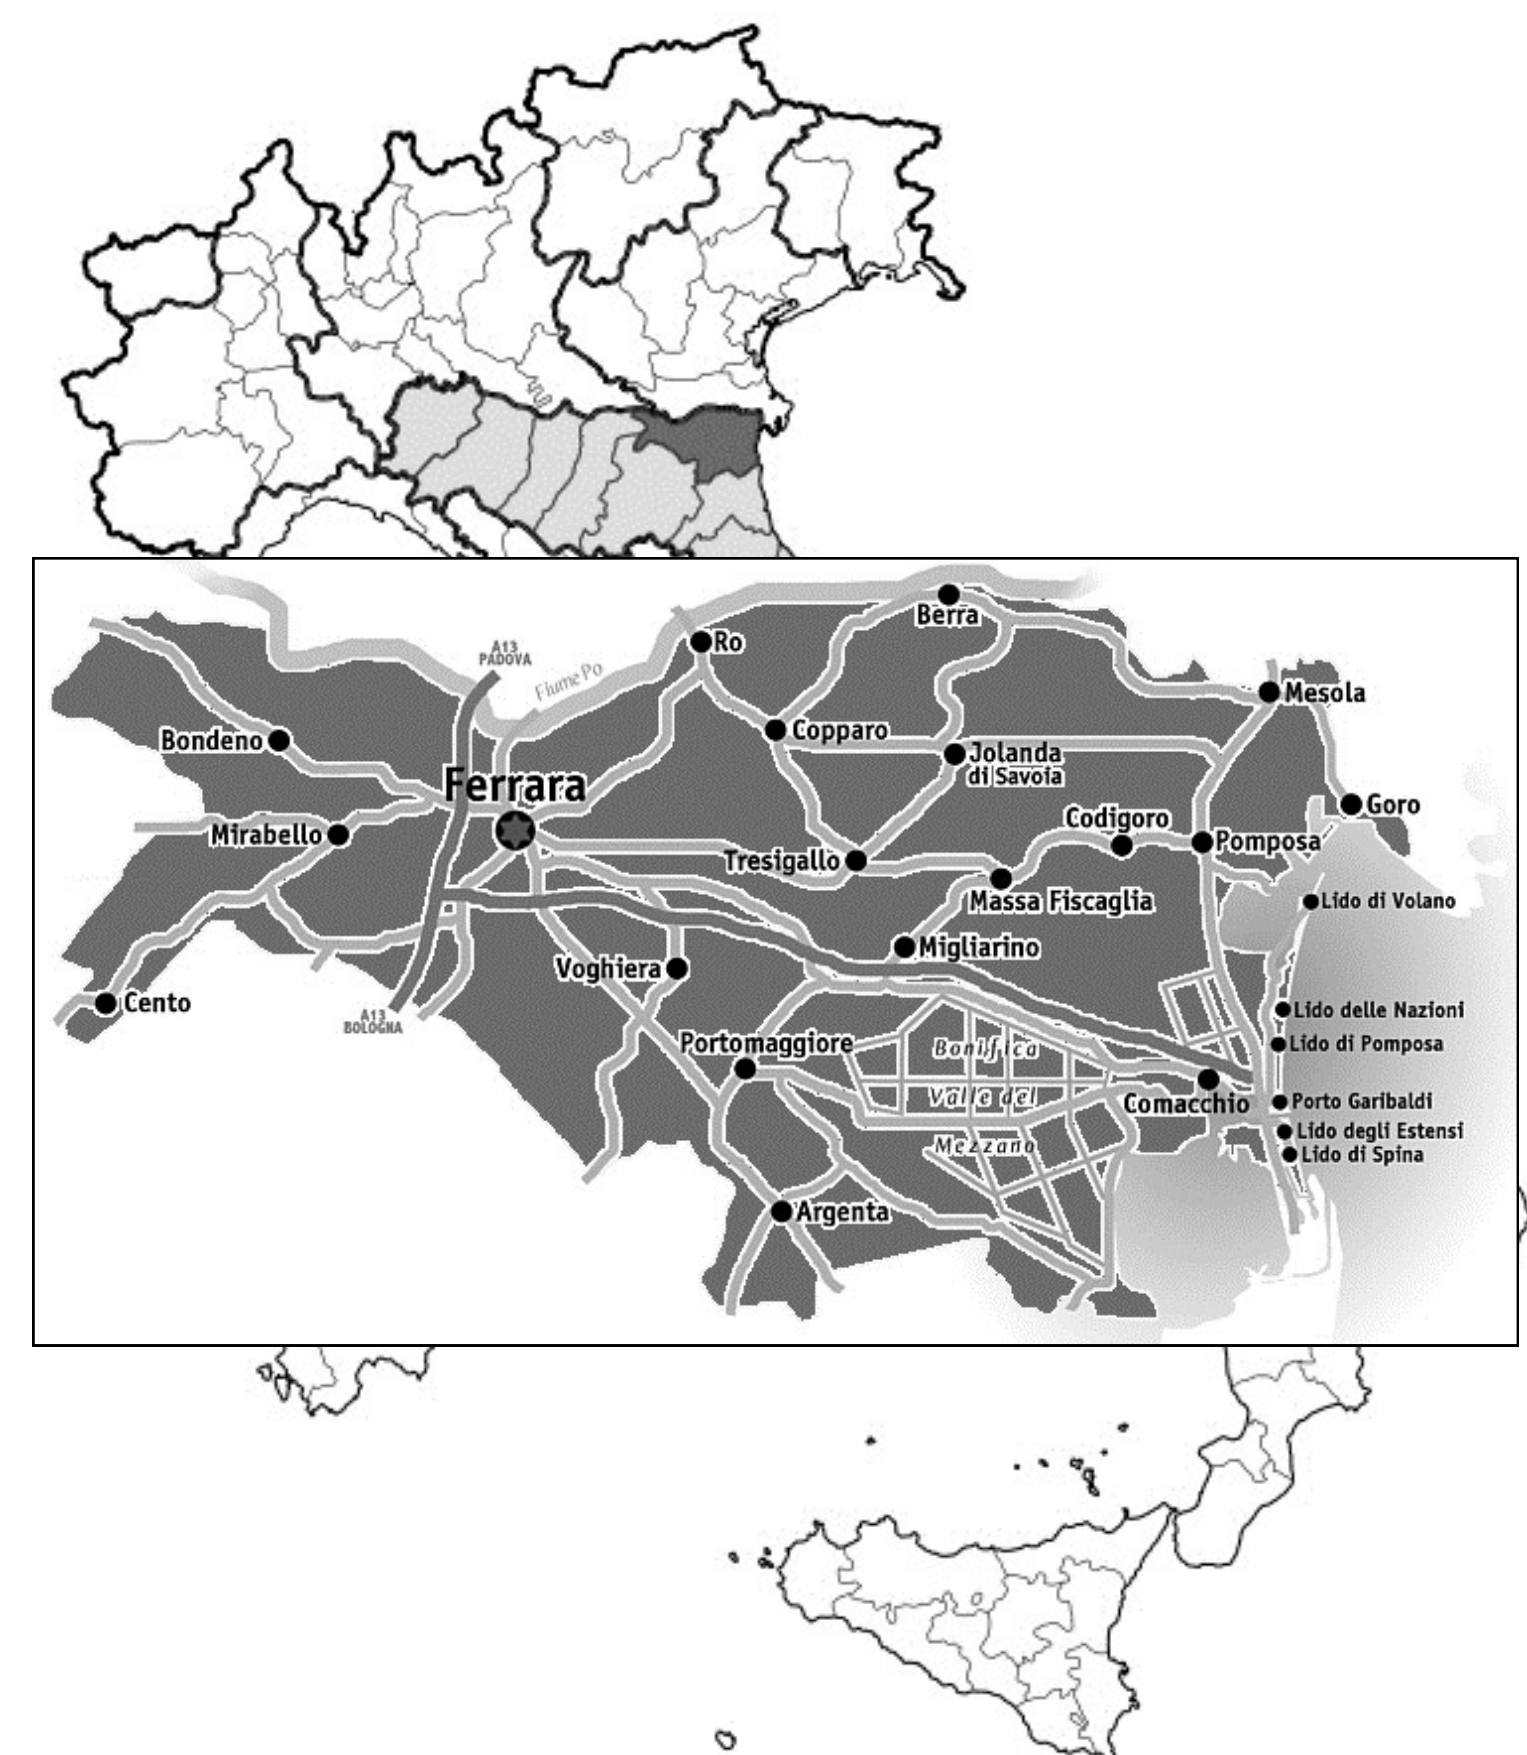 Berra
Ro
A13
PADOVA
Fiume Po
Mesola
Bondeno
Copparo
Jolanda
di Savoia
Ferrara
Goro
Codigoro
Mirabello
Pomposa
Tresigallo
Massa Fiscaglia
Lido di Volano
Migliarino
Voghiera
Cento
A13
BOLOGNA
Lido delle Nazioni
Portomaggiore
Bonifica
Lido di Pomposa
Valle del
Comacchio
Porto Garibaldi
Lido degli Estensi
Mezzano
Lido di Spina
Argenta